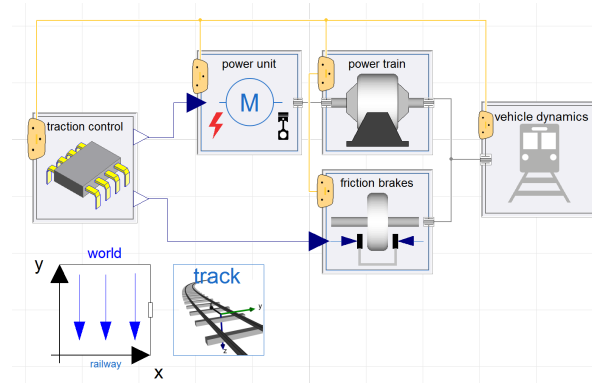 power unit
power train
M
traction control
vehicle dynamics
friction brakes
world
track
y
y
z
railway
x